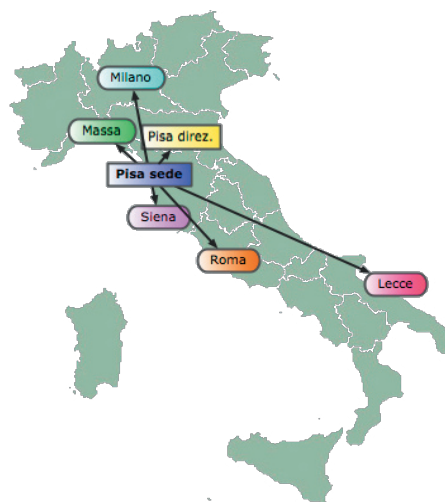 Milano
Massa
Pisa direz.
Pisa sede
Siena
Roma
Lecce